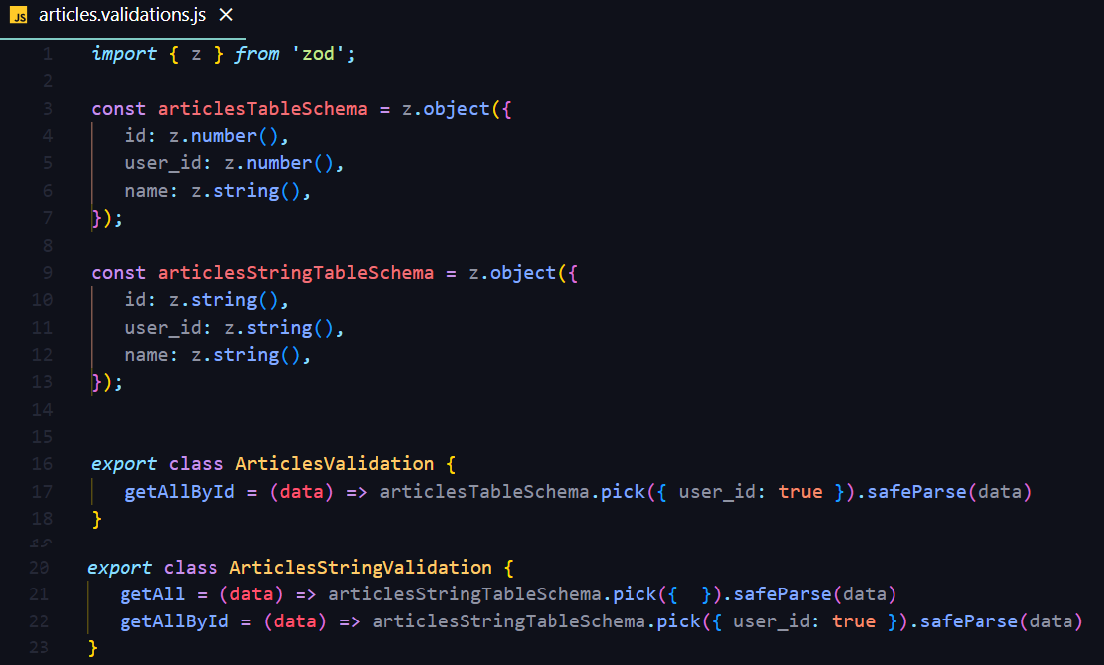 JS articles.validations.js ×
1 import { z } from 'zod';
2
3 const articlesTableSchema = z.object({
4 id: z.number(),
5 user_id: z.number(),
6 name: z.string(),
7 });
8
9 const articlesStringTableSchema = z.object({
10 id: z.string(),
11 user_id: z.string(),
12 name: z.string(),
13 });
14
15
16 export class ArticlesValidation {
17 getAllById = (data) => articlesTableSchema.pick({ user_id: true }).safeParse(data)
18 }
19
20 export class ArticlesStringValidation {
21 getAll = (data) => articlesStringTableSchema.pick({  }).safeParse(data)
22 getAllById = (data) => articlesStringTableSchema.pick({ user_id: true }).safeParse(data)
23 }